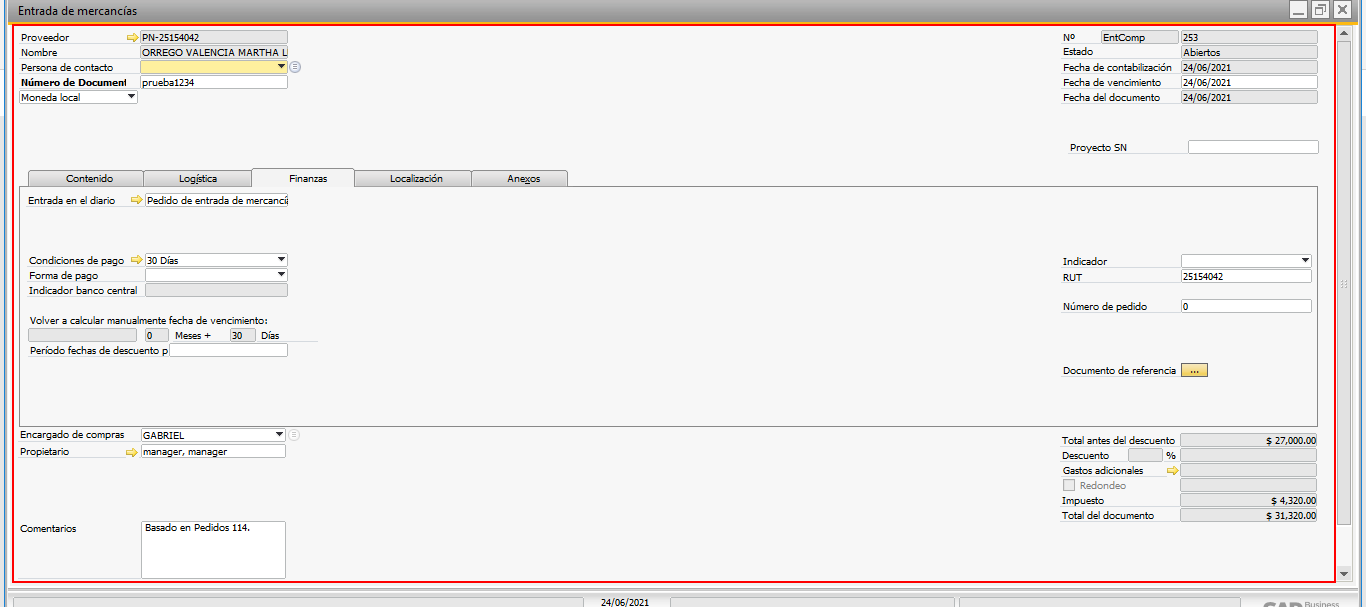 Entrada de mercancías
Proveedor PN-25154042
Nombre ORREGO VALENCIA MARTHA L
Persona de contacto
Número de Document prueba1234
Moneda local
Nº EntComp 253
Estado Abiertos
Fecha de contabilización 24/06/2021
Fecha de vencimiento 24/06/2021
Fecha del documento 24/06/2021
Proyecto SN
Contenido Logística Finanzas Localización Anexos
Entrada en el diario Pedido de entrada de mercancía
Condiciones de pago 30 Días
Forma de pago
Indicador banco central
Volver a calcular manualmente fecha de vencimiento:
0 Meses + 30 Días
Período fechas de descuento p
Indicador
RUT 25154042
Número de pedido 0
Documento de referencia ...
Encargado de compras GABRIEL
Propietario manager, manager
Comentarios Basado en Pedidos 114.
Total antes del descuento $ 27,000.00
Descuento %
Gastos adicionales
Redondeo
Impuesto $ 4,320.00
Total del documento $ 31,320.00
24/06/2021
SAP Business